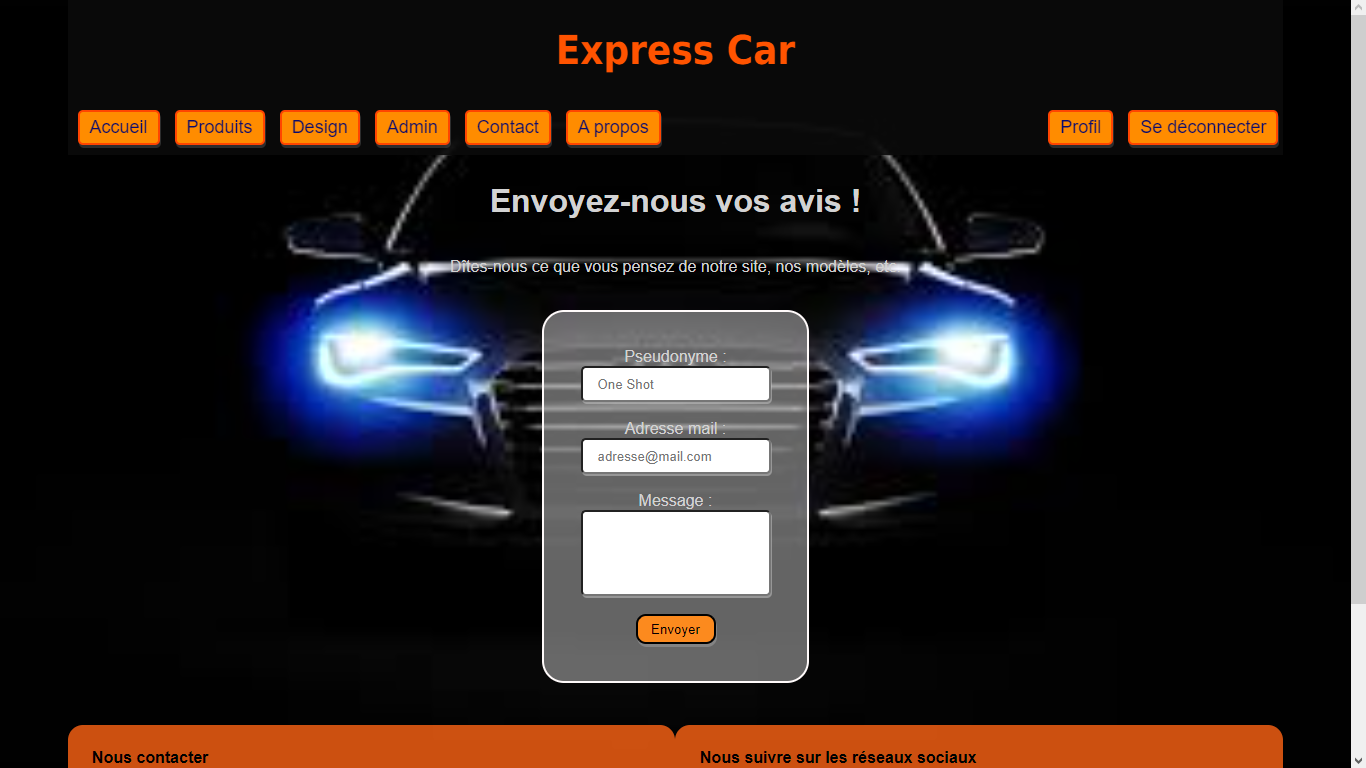 Express Car
Accueil Produits Design Admin Contact A propos Profil Se déconnecter
Envoyez-nous vos avis !
Dîtes-nous ce que vous pensez de notre site, nos modèles, etc.
Pseudonyme :
One Shot
Adresse mail :
adresse@mail.com
Message :
Envoyer
Nous contacter Nous suivre sur les réseaux sociaux